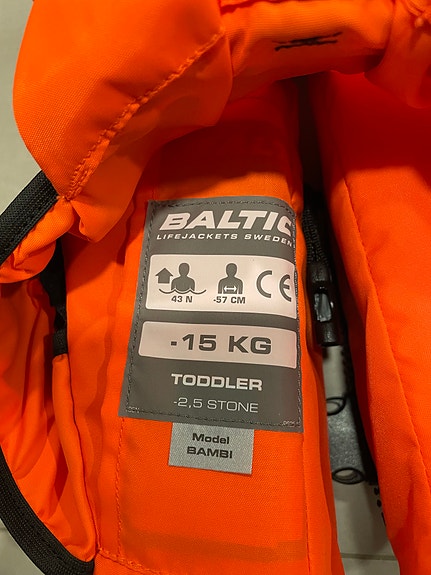 BALTIC
LIFEJACKETS SWEDEN
43 N
-57 CM
CE
-15 KG
TODDLER
-2,5 STONE
Model
BAMBI